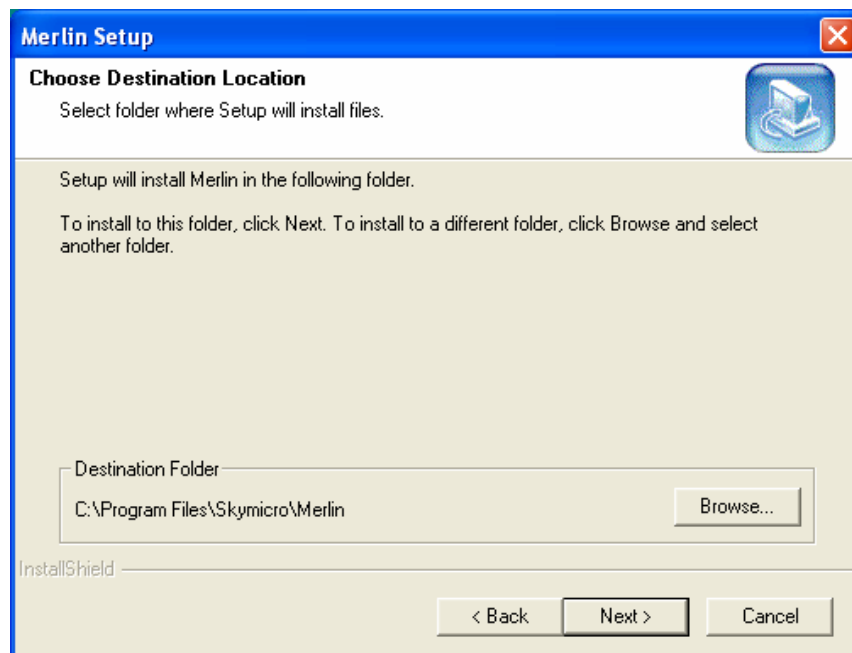 Merlin Setup
Choose Destination Location
Select folder where Setup will install files.
Setup will install Merlin in the following folder.
To install to this folder, click Next. To install to a different folder, click Browse and select
another folder.
Destination Folder
C:\Program Files\Skymicro\Merlin
Browse...
InstallShield
< Back
Next >
Cancel